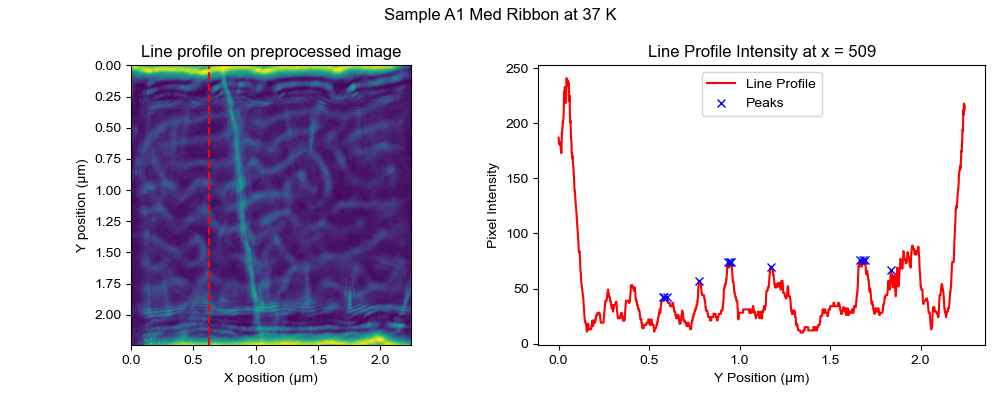 Sample A1 Med Ribbon at 37 K
Line profile on preprocessed image
0.00
0.25
0.50
0.75
1.00
1.25
1.50
1.75
2.00
Y position (μm)
0.0
0.5
1.0
1.5
2.0
X position (μm)
Line Profile Intensity at x = 509
Line Profile
Peaks
250
200
150
100
50
0
Pixel Intensity
0.0
0.5
1.0
1.5
2.0
Y Position (μm)